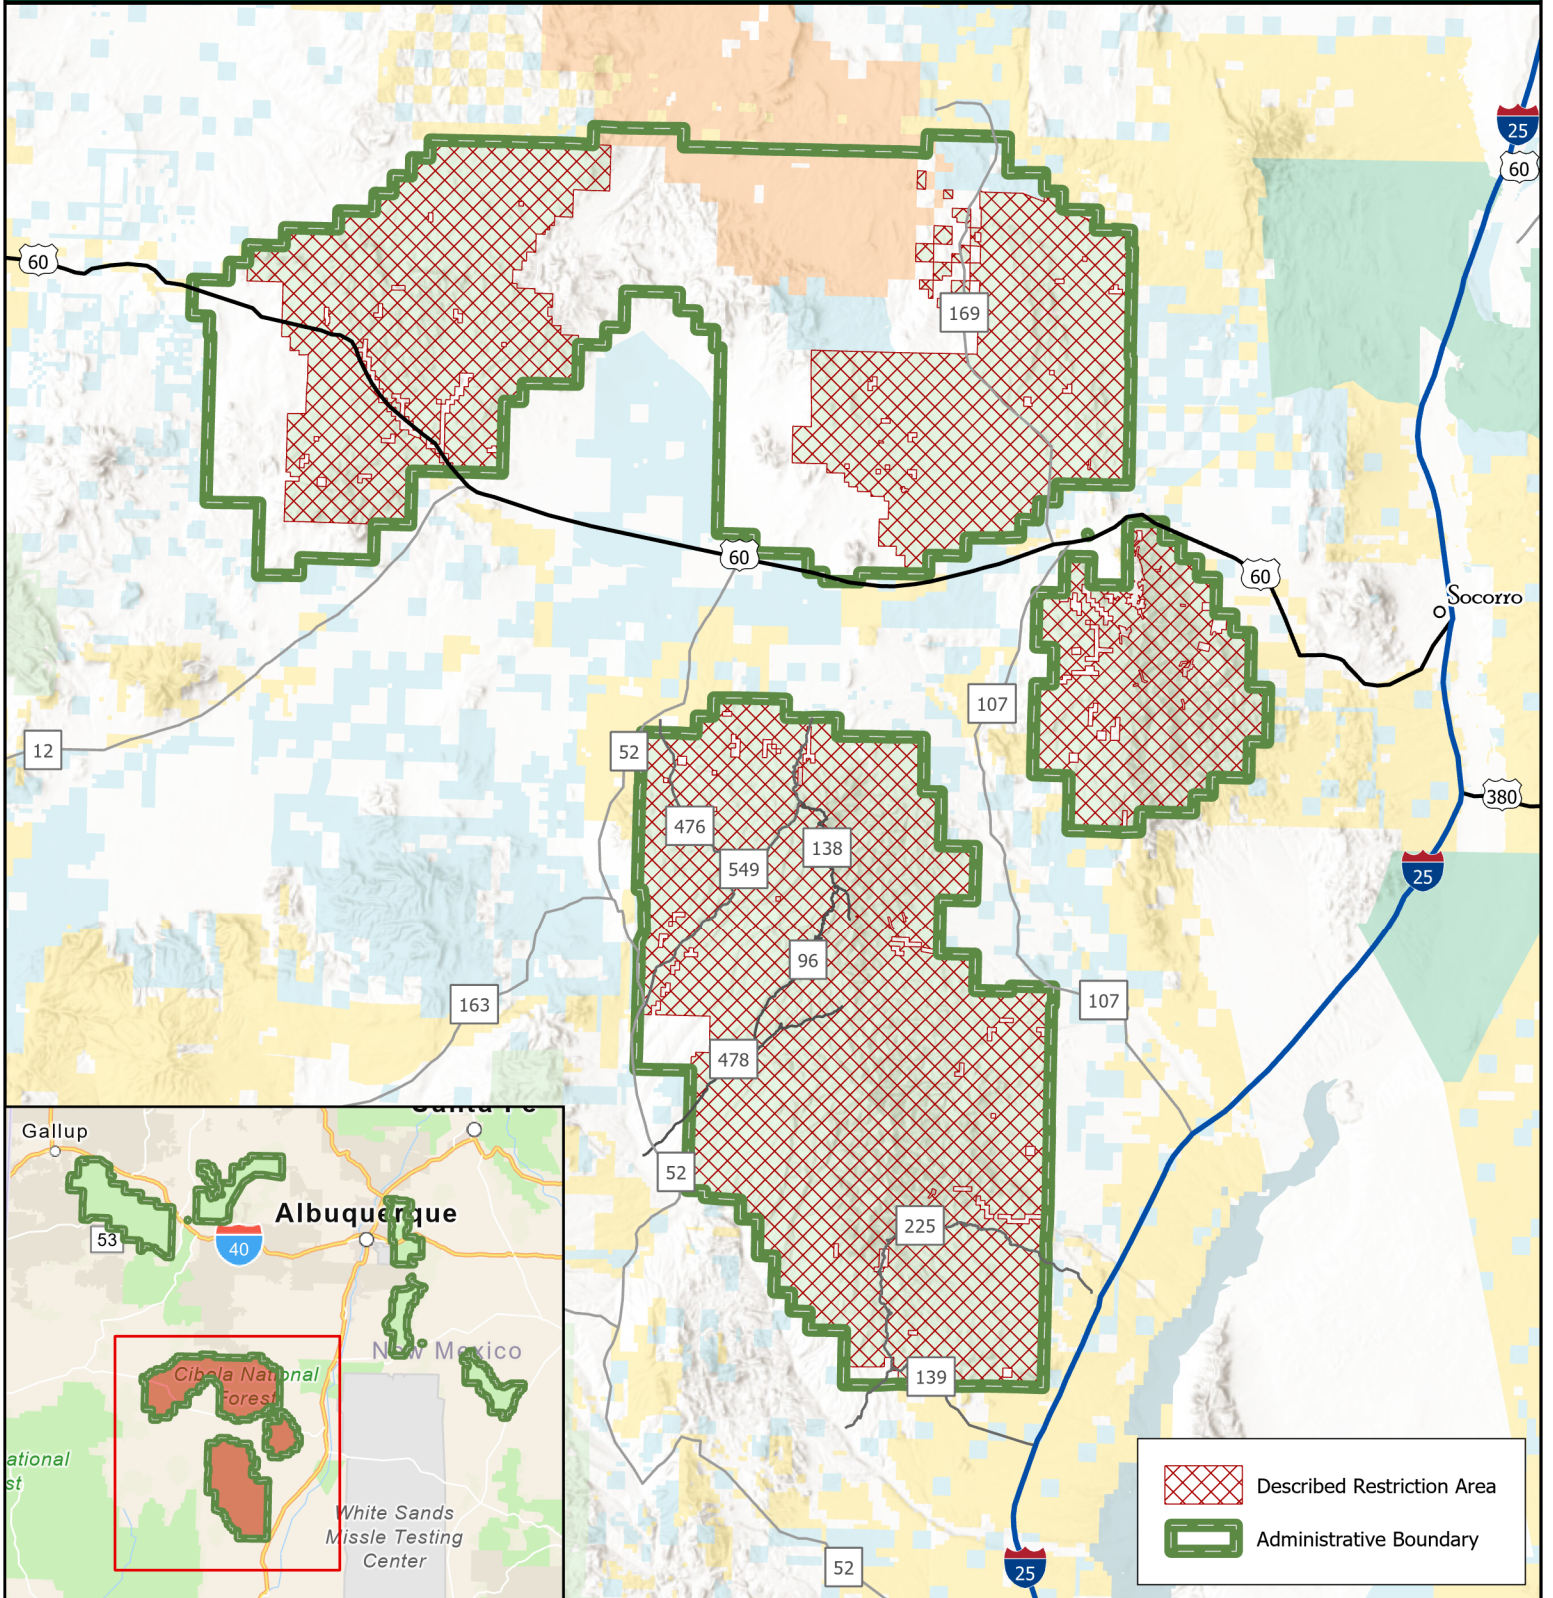 25
60
60
169
60
60
Socorro
107
12
52
380
476
138
549
25
96
163
107
478
52
225
139
52
25
Gallup
Albuquerque
53
40
New Mexico
Cibola National
Forest
ational
st
White Sands
Missle Testing
Center
Described Restriction Area
Administrative Boundary